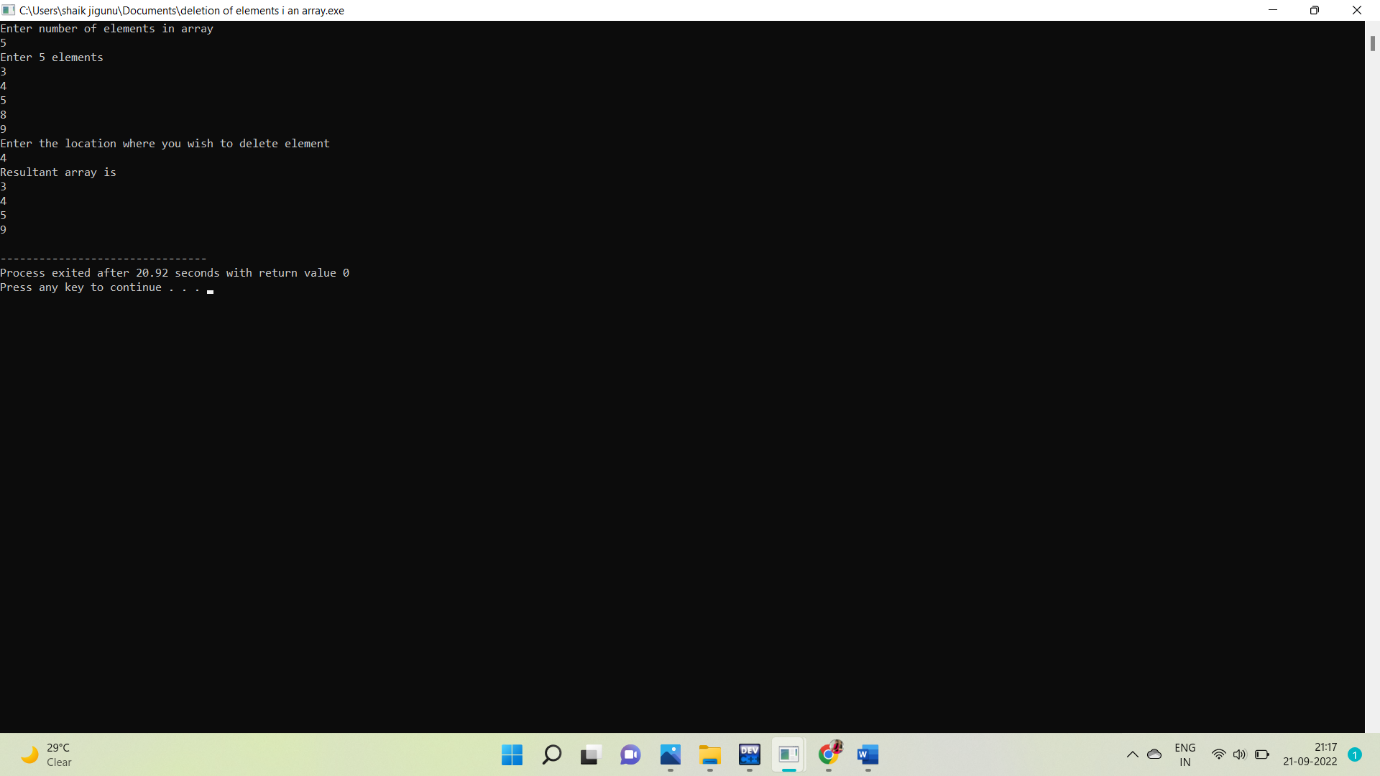 C:\Users\shaik jigunu\Documents\deletion of elements i an array.exe
Enter number of elements in array
5
Enter 5 elements
3
4
5
8
9
Enter the location where you wish to delete element
4
Resultant array is
3
4
5
9
--------------------------------
Process exited after 20.92 seconds with return value 0
Press any key to continue . . .
29°C
Clear
DEV
W
ENG
IN
21:17
21-09-2022
1